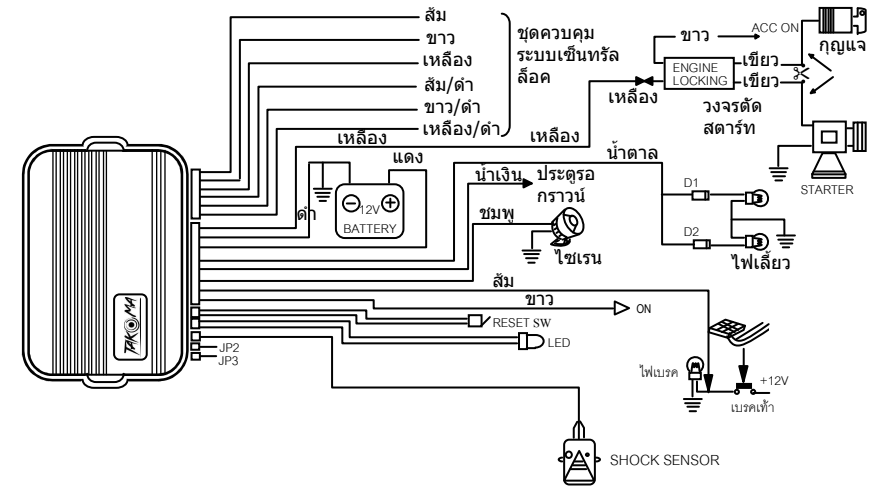 ส้ม
ขาว
เหลือง
ส้ม/ดำ
ขาว/ดำ
เหลือง/ดำ
ชุดควบคุม
ระบบเซ็นทรัล
ล็อค
ขาว
ACC ON
กุญแจ
ENGINE
LOCKING
เขียว
เขียว
เหลือง
วงจรตัด
สตาร์ท
STARTER
เหลือง
เหลือง
แดง
ดำ
12V
BATTERY
น้ำตาล
น้ำเงิน
ประตูรอ
กราวน์
ชมพู
ไซเรน
D1
D2
ไฟเลี้ยว
ส้ม
ขาว
ON
RESET SW
LED
TAKOMA
JP2
JP3
ไฟเบรค
+12V
เบรคเท้า
SHOCK SENSOR